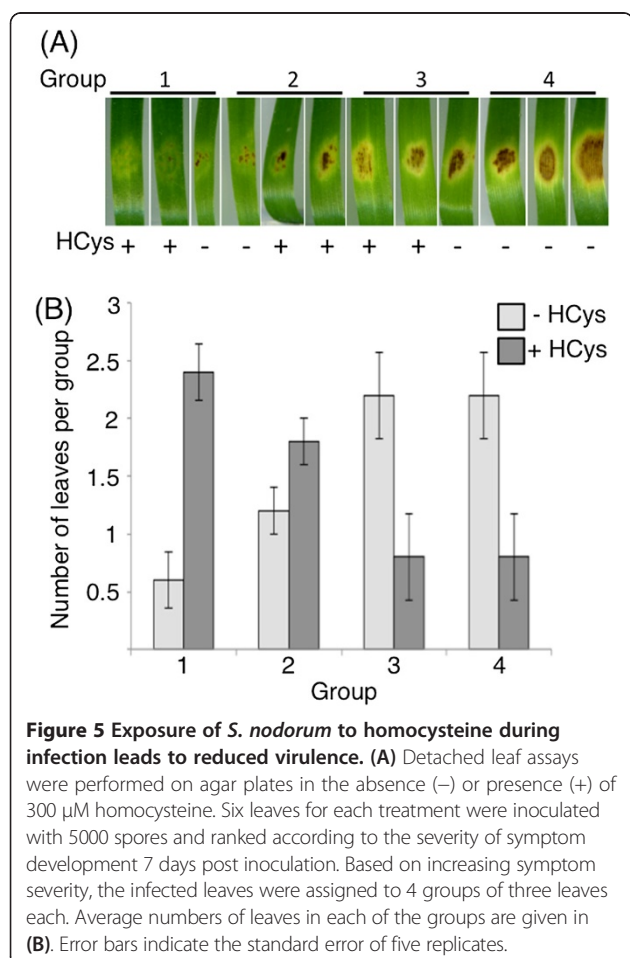 (A)
Group 1 2 3 4
HCys + + - - + + + + - - - -
(B)
3
2.5
2
1.5
1
0.5
Number of leaves per group
- HCys
+ HCys
1 2 3 4
Group
Figure 5 Exposure of S. nodorum to homocysteine during
infection leads to reduced virulence. (A) Detached leaf assays
were performed on agar plates in the absence (−) or presence (+) of
300 μM homocysteine. Six leaves for each treatment were inoculated
with 5000 spores and ranked according to the severity of symptom
development 7 days post inoculation. Based on increasing symptom
severity, the infected leaves were assigned to 4 groups of three leaves
each. Average numbers of leaves in each of the groups are given in
(B). Error bars indicate the standard error of five replicates.